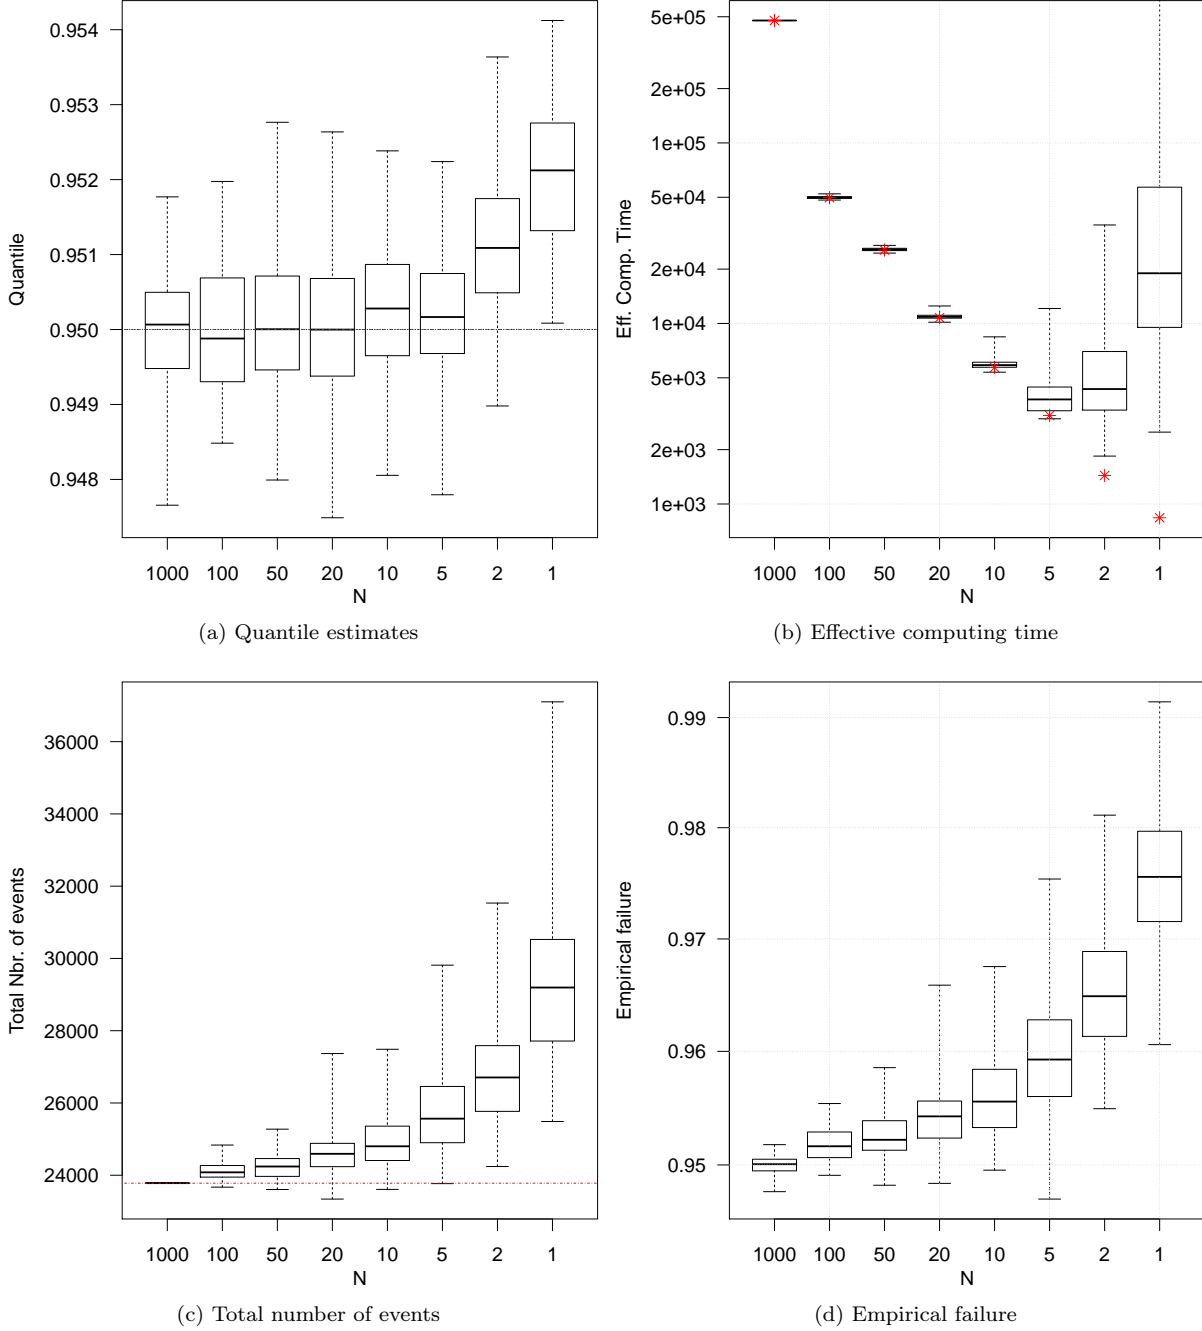 0.954
0.953
0.952
0.951
0.950
0.949
0.948
Quantile
1000 100 50 20 10 5 2 1
N
(a) Quantile estimates
5e+05
2e+05
1e+05
5e+04
2e+04
1e+04
5e+03
2e+03
1e+03
Eff. Comp. Time
1000 100 50 20 10 5 2 1
N
(b) Effective computing time
36000
34000
32000
30000
28000
26000
24000
Total Nbr. of events
1000 100 50 20 10 5 2 1
N
(c) Total number of events
0.99
0.98
0.97
0.96
0.95
Empirical failure
1000 100 50 20 10 5 2 1
N
(d) Empirical failure